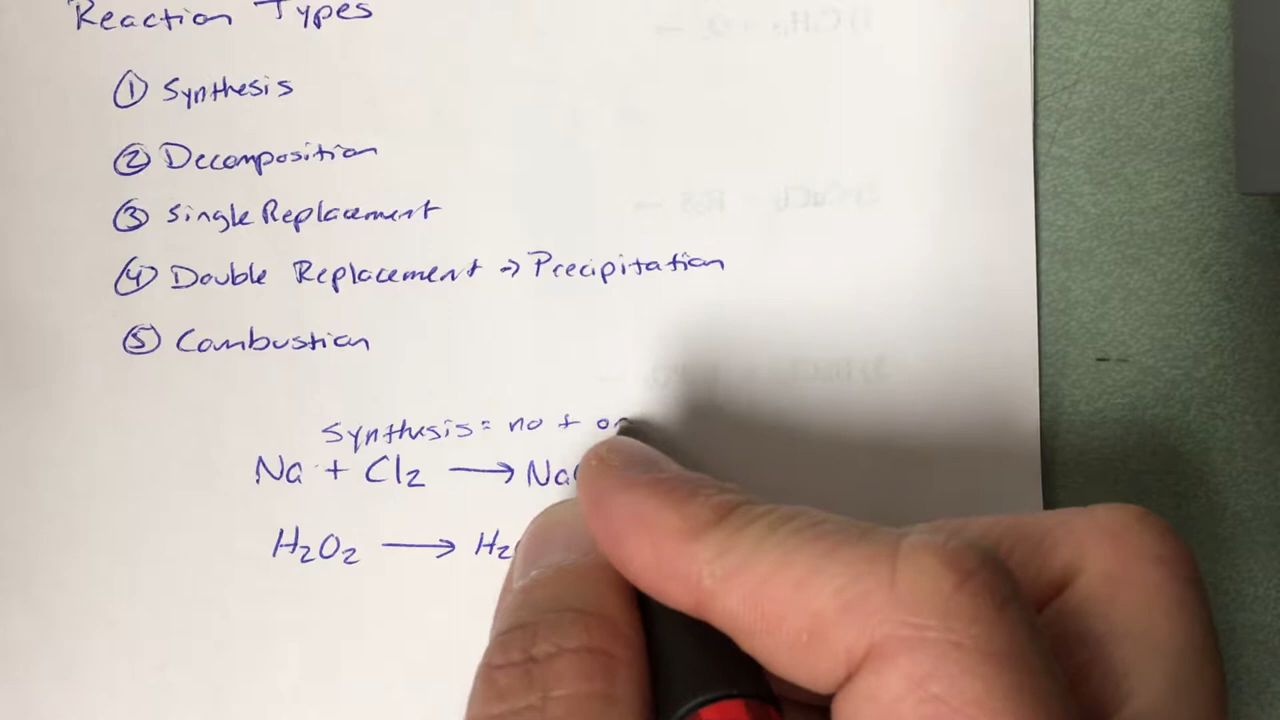 Reaction Types
① Synthesis
② Decomposition
③ Single Replacement
④ Double Replacement → Precipitation
⑤ Combustion
Synthesis: no +
Na + Cl₂ → Na
H₂O₂ → H₂